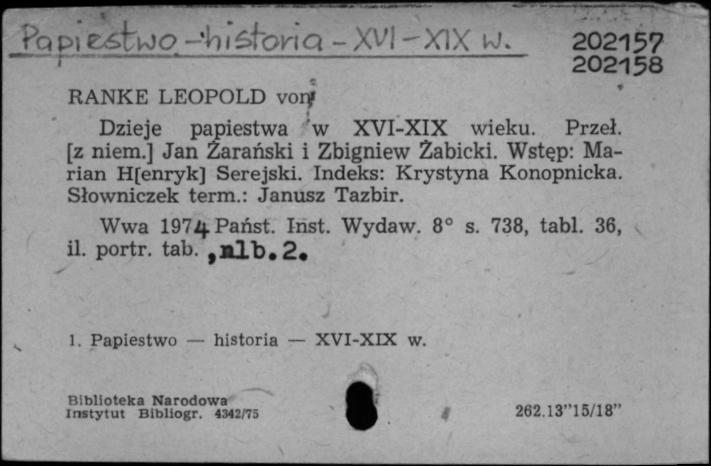 Papiestwo - historia - XVI - XIX w.
202157
202158
RANKE LEOPOLD von
Dzieje papiestwa w XVI-XIX wieku. Przeł.
[z niem.] Jan Żarański i Zbigniew Żabicki. Wstęp: Ma-
rian H[enryk] Serejski. Indeks: Krystyna Konopnicka.
Słowniczek term.: Janusz Tazbir.
Wwa 1974 Państ. Inst. Wydaw. 8° s. 738, tabl. 36,
il. portr. tab. , nlb. 2.
1. Papiestwo — historia — XVI-XIX w.
Biblioteka Narodowa
Instytut Bibliogr. 4342/75
262.13"15/18"